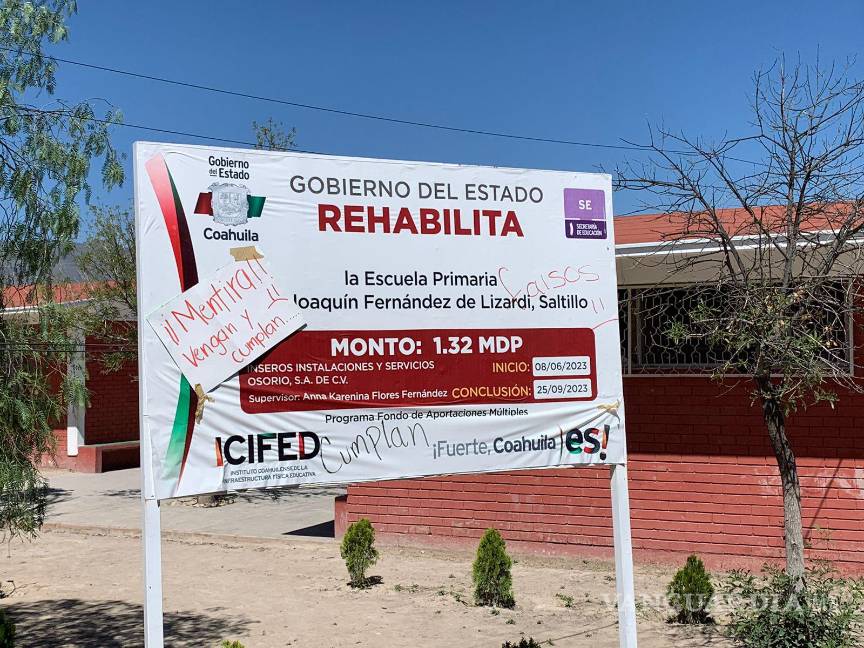 Gobierno
del Estado
Coahuila
GOBIERNO DEL ESTADO
REHABILITA
SE
SECRETARÍA
DE EDUCACIÓN
la Escuela Primaria
Joaquín Fernández de Lizardi, Saltillo
Falsos
!!
¡¡Mentira!!
Vengan y
cumplan...
MONTO: 1.32 MDP
INSEROS INSTALACIONES Y SERVICIOS
OSORIO, S.A. DE C.V.
Supervisor: Anna Karenina Flores Fernández
INICIO: 08/06/2023
CONCLUSIÓN: 25/09/2023
Programa Fondo de Aportaciones Múltiples
ICIFED
INSTITUTO COAHUILENSE DE LA
INFRAESTRUCTURA FÍSICA EDUCATIVA
Cumplan
¡Fuerte, Coahuila ¡es!
VANGUARDIA